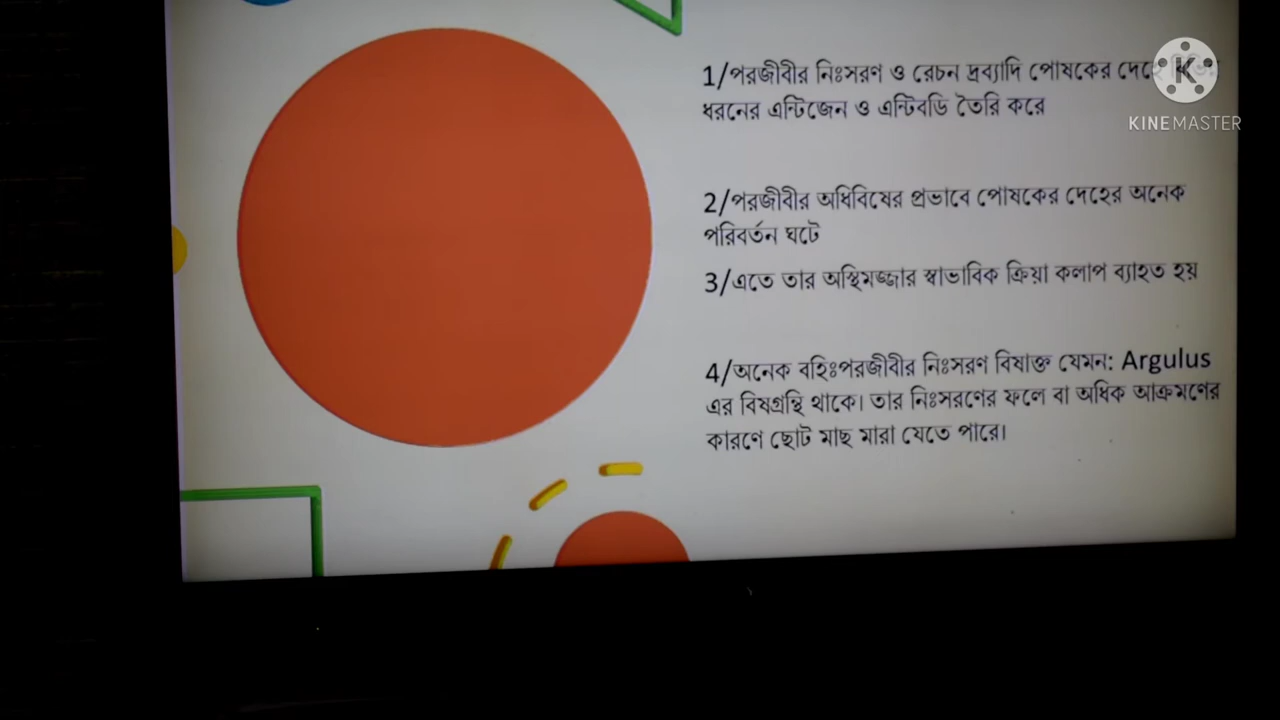 1/পরজীবীর নিঃসরণ ও রেচন দ্রব্যাদি পোষকের দেহে
ধরনের এন্টিজেন ও এন্টিবডি তৈরি করে
2/পরজীবীর অধিবিষের প্রভাবে পোষকের দেহের অনেক
পরিবর্তন ঘটে
3/এতে তার অস্থিমজ্জার স্বাভাবিক ক্রিয়া কলাপ ব্যাহত হয়
4/অনেক বহিঃপরজীবীর নিঃসরণ বিষাক্ত যেমন: Argulus
এর বিষগ্রন্থি থাকে। তার নিঃসরণের ফলে বা অধিক আক্রমণের
কারণে ছোট মাছ মারা যেতে পারে।
K
KINEMASTER